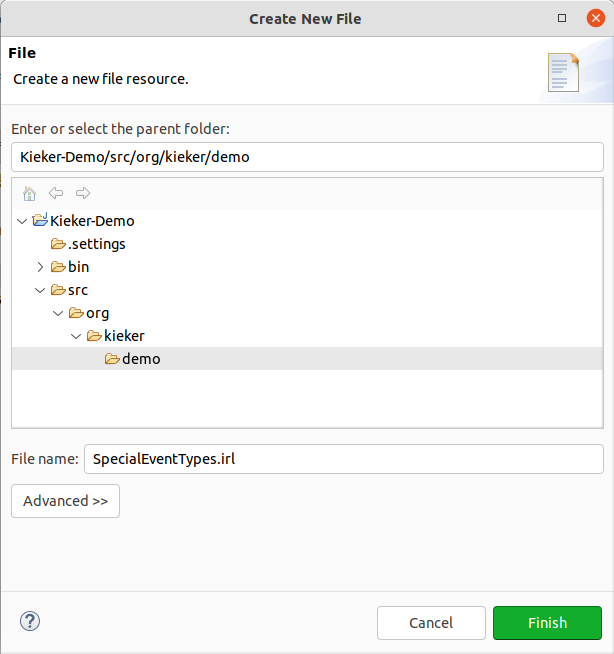 Create New File
File
Create a new file resource.
Enter or select the parent folder:
Kieker-Demo/src/org/kieker/demo
Kieker-Demo
.settings
bin
src
org
kieker
demo
File name: SpecialEventTypes.irl
Advanced >>
? Cancel Finish